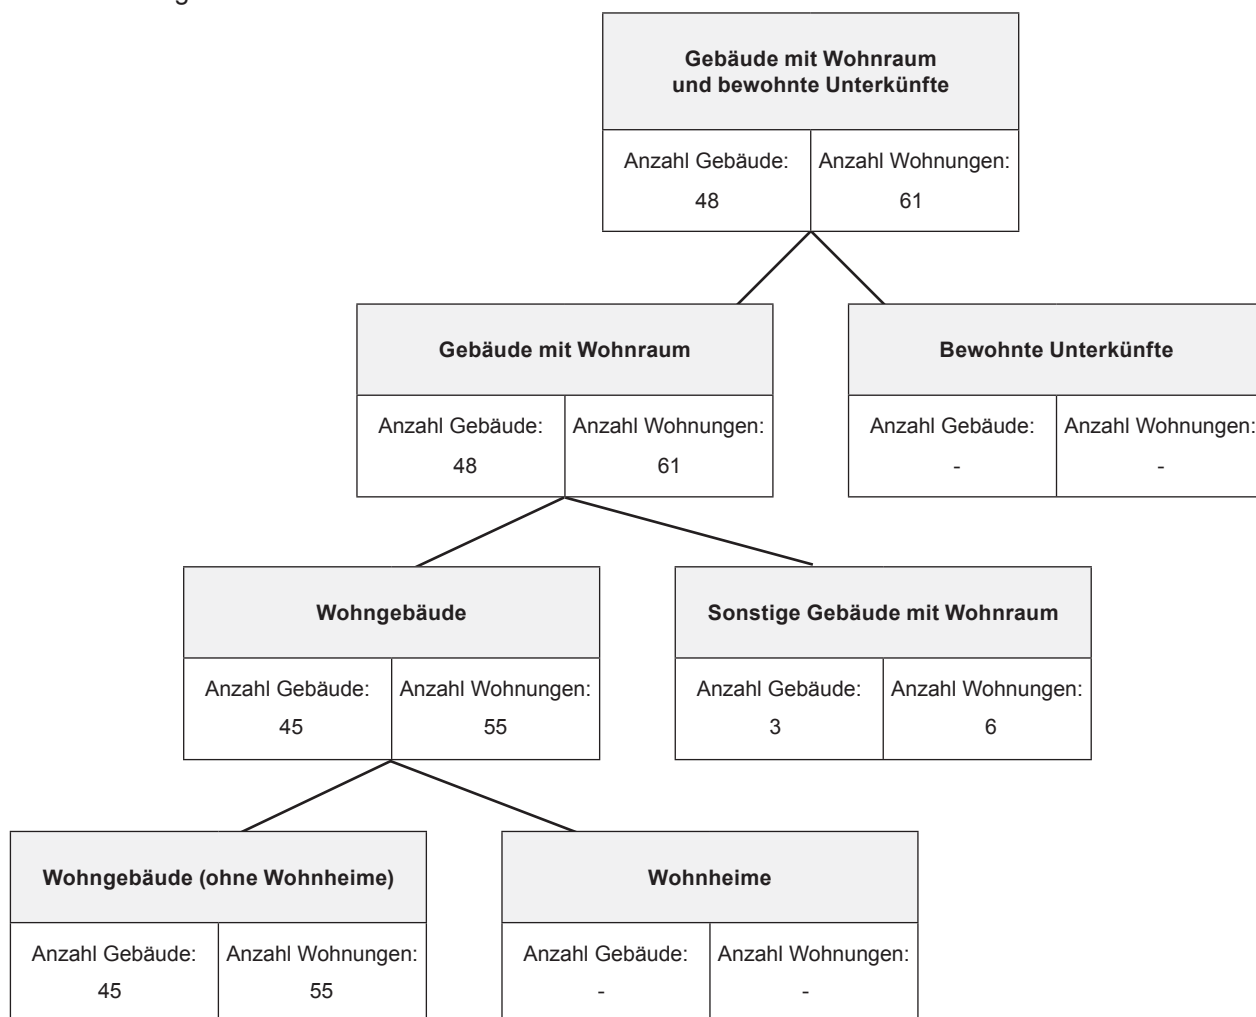 Gebäude mit Wohnraum
und bewohnte Unterkünfte
Anzahl Gebäude: Anzahl Wohnungen:
48 61
Gebäude mit Wohnraum
Bewohnte Unterkünfte
Anzahl Gebäude: Anzahl Wohnungen:
48 61
Anzahl Gebäude: Anzahl Wohnungen:
- -
Wohngebäude
Sonstige Gebäude mit Wohnraum
Anzahl Gebäude: Anzahl Wohnungen:
45 55
Anzahl Gebäude: Anzahl Wohnungen:
3 6
Wohngebäude (ohne Wohnheime)
Wohnheime
Anzahl Gebäude: Anzahl Wohnungen:
45 55
Anzahl Gebäude: Anzahl Wohnungen:
- -